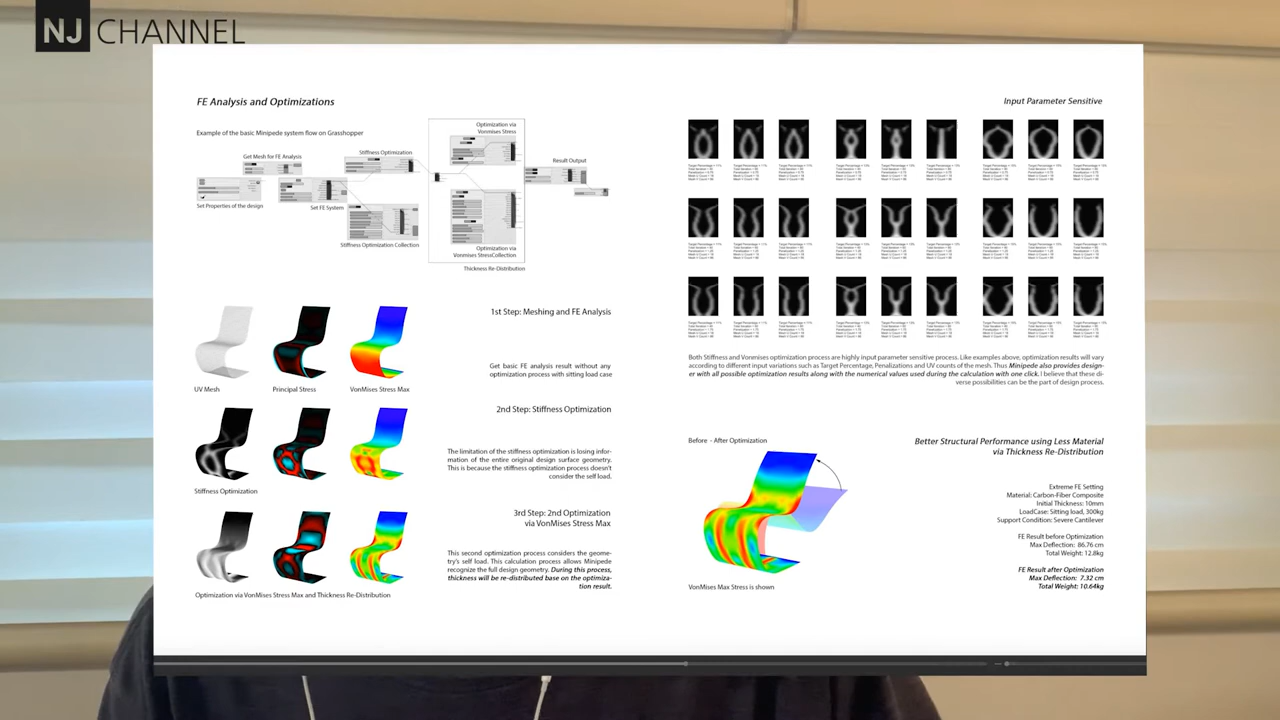 NJ CHANNEL
FE Analysis and Optimizations
Example of the basic Minipede system flow on Grasshopper
Get Mesh for FE Analysis
Set Properties of the design
Set FE System
Stiffness Optimization
Stiffness Optimization Collection
Optimization via
Vonmises Stress
Optimization via
Vonmises StressCollection
Thickness Re-Distribution
Result Output
UV Mesh
Principal Stress
VonMises Stress Max
1st Step: Meshing and FE Analysis
Get basic FE analysis result without any
optimization process with sitting load case
2nd Step: Stiffness Optimization
The limitation of the stiffness optimization is losing infor-
mation of the entire original design surface geometry.
This is because the stiffness optimization process doesn't
consider the self load.
Stiffness Optimization
3rd Step: 2nd Optimization
via VonMises Stress Max
This second optimization process considers the geome-
try's self load. This calculation process allows Minipede
recognize the full design geometry. During this process,
thickness will be re-distributed base on the optimiza-
tion result.
Optimization via VonMises Stress Max and Thickness Re-Distribution
Input Parameter Sensitive
Both Stiffness and Vonmises optimization process are highly input parameter sensitive process. Like examples above, optimization results will vary
according to different input variations such as Target Percentage, Penalizations and UV counts of the mesh. Thus Minipede also provides design-
er with all possible optimization results along with the numerical values used during the calculation with one click. I believe that these di-
verse possibilities can be the part of design process.
Before - After Optimization
VonMises Max Stress is shown
Better Structural Performance using Less Material
via Thickness Re-Distribution
Extreme FE Setting
Material: Carbon-Fiber Composite
Initial Thickness: 10mm
LoadCase: Sitting load, 300kg
Support Condition: Severe Cantilever
FE Result before Optimization
Max Deflection: 86.76 cm
Total Weight: 12.8kg
FE Result after Optimization
Max Deflection: 7.32 cm
Total Weight: 10.64kg